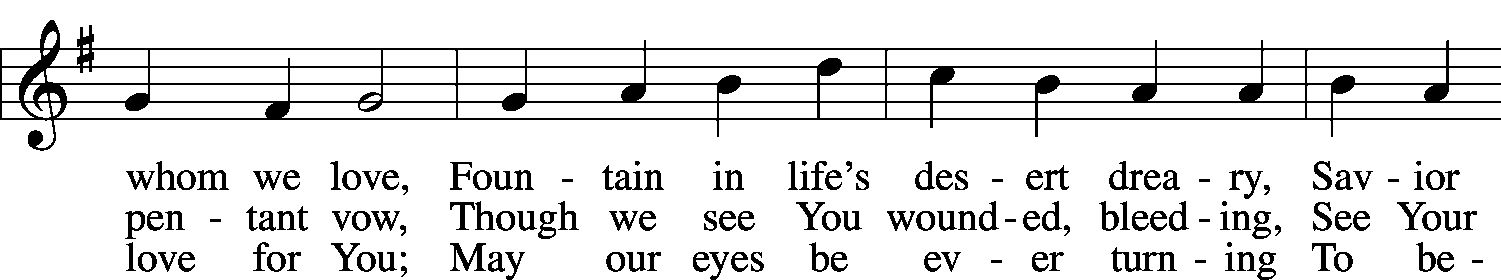 whom we love, Foun - tain in life's des - ert drea - ry, Sav - ior
pen - tant vow, Though we see You wound - ed, bleed - ing, See Your
love for You; May our eyes be ev - er turn - ing To be -